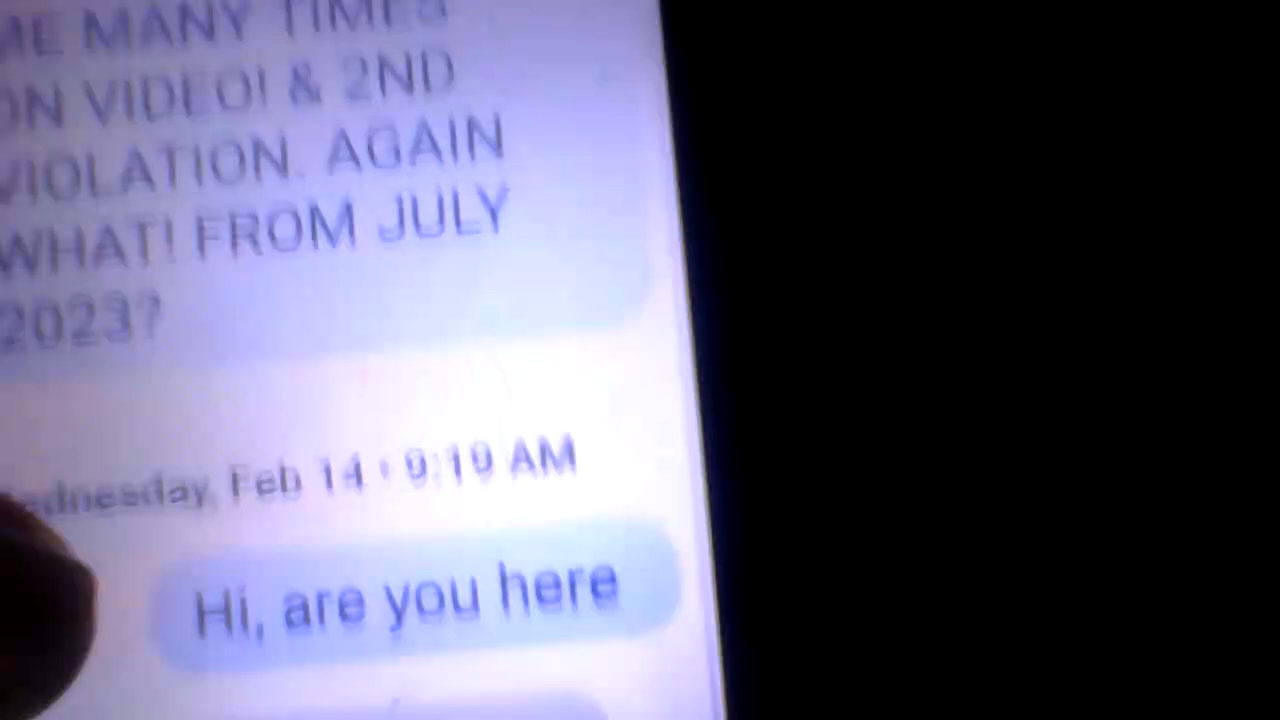 ME MANY TIMES
ON VIDEO! & 2ND
VIOLATION. AGAIN
WHAT! FROM JULY
2023?
Wednesday, Feb 14 • 9:19 AM
Hi, are you here